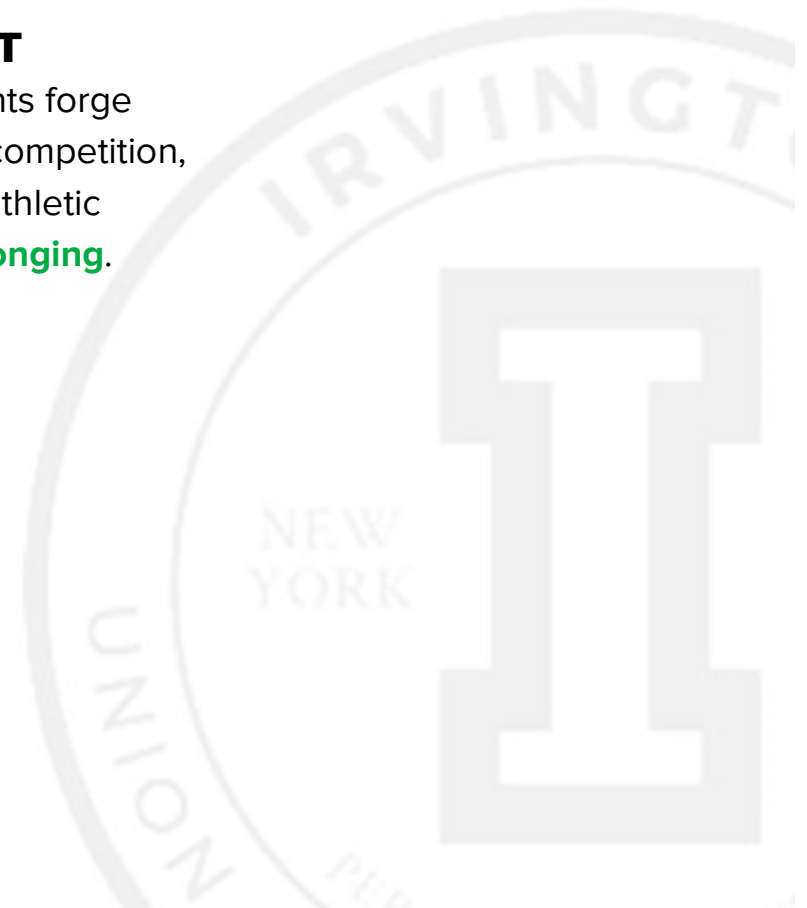 T
nts forge
competition,
thletic
onging.
IRVINGT
I
NEW
YORK
UNION